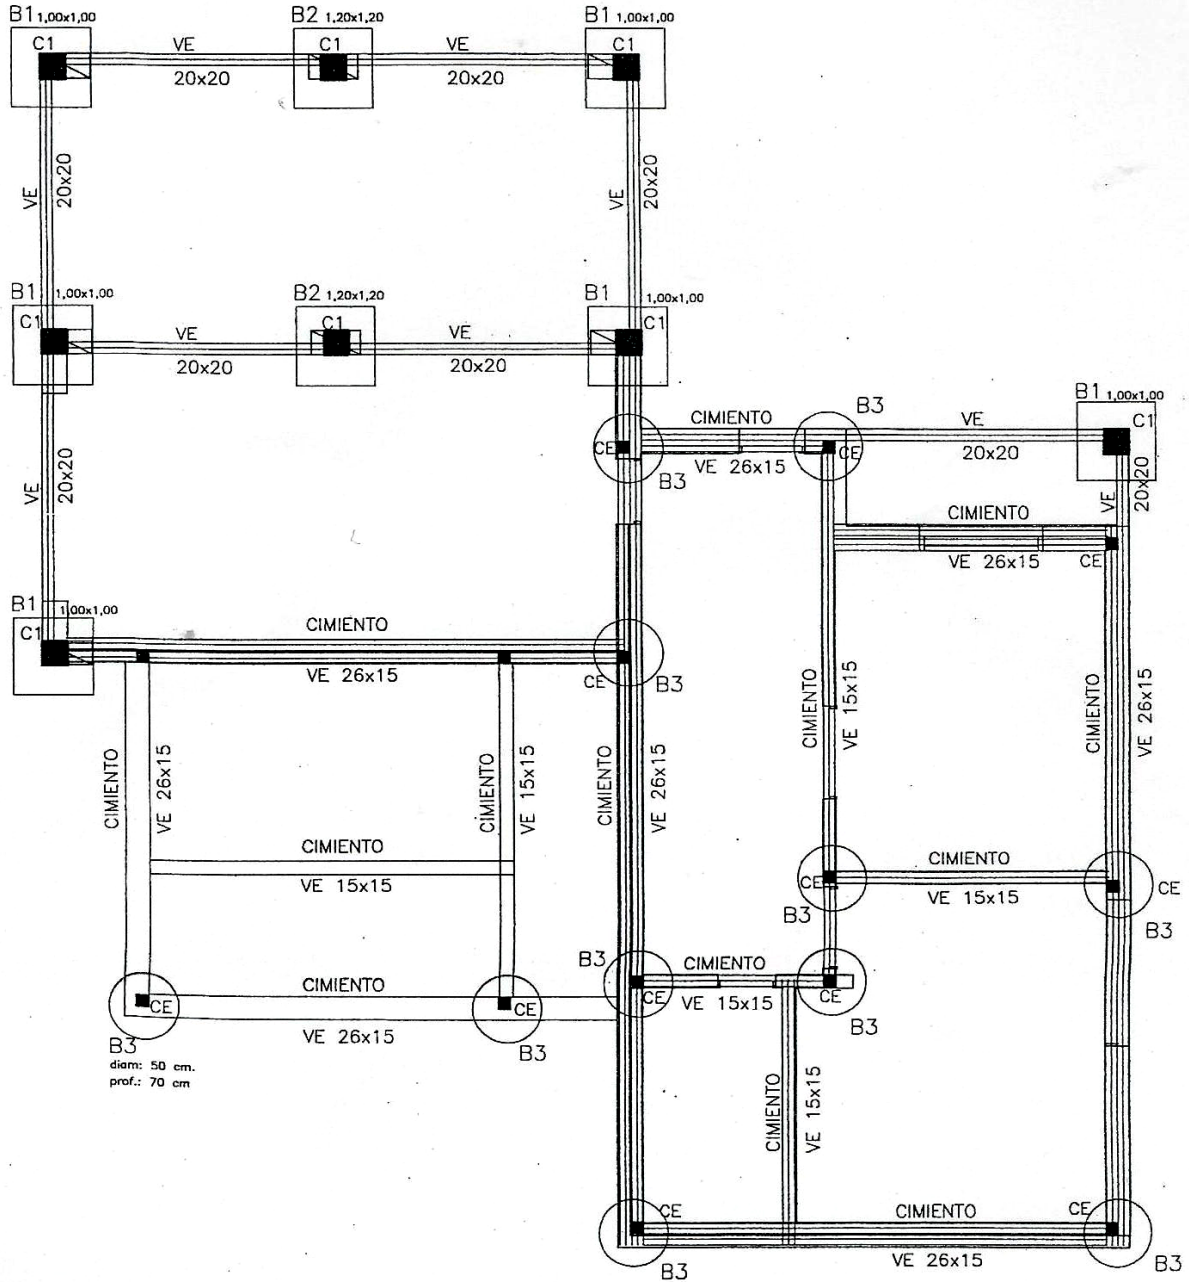 B1 1,00x1,00
B2 1,20x1,20
B1 1,00x1,00
C1
VE
C1
VE
C1
20x20
20x20
VE
20x20
VE
20x20
B1 1,00x1,00
B2 1,20x1,20
B1 1,00x1,00
C1
VE
C1
VE
C1
20x20
20x20
B1 1,00x1,00
C1
CIMIENTO
B3
VE
CE
VE 26x15
CE
20x20
B3
VE
20x20
VE
20x20
CIMIENTO
VE 26x15
CE
B1 1,00x1,00
C1
CIMIENTO
VE 26x15
CE
B3
CIMIENTO
VE 15x15
CIMIENTO
VE 26x15
CIMIENTO
VE 26x15
CIMIENTO
VE 15x15
CIMIENTO
VE 26x15
CIMIENTO
VE 15x15
CIMIENTO
VE 15x15
CE
CE
B3
B3
B3
CIMIENTO
CE
VE 15x15
CE
B3
CIMIENTO
CE
CE
VE 26x15
B3
B3
diam: 50 cm.
prof.: 70 cm
CIMIENTO
VE 15x15
CE
CIMIENTO
CE
VE 26x15
B3
B3